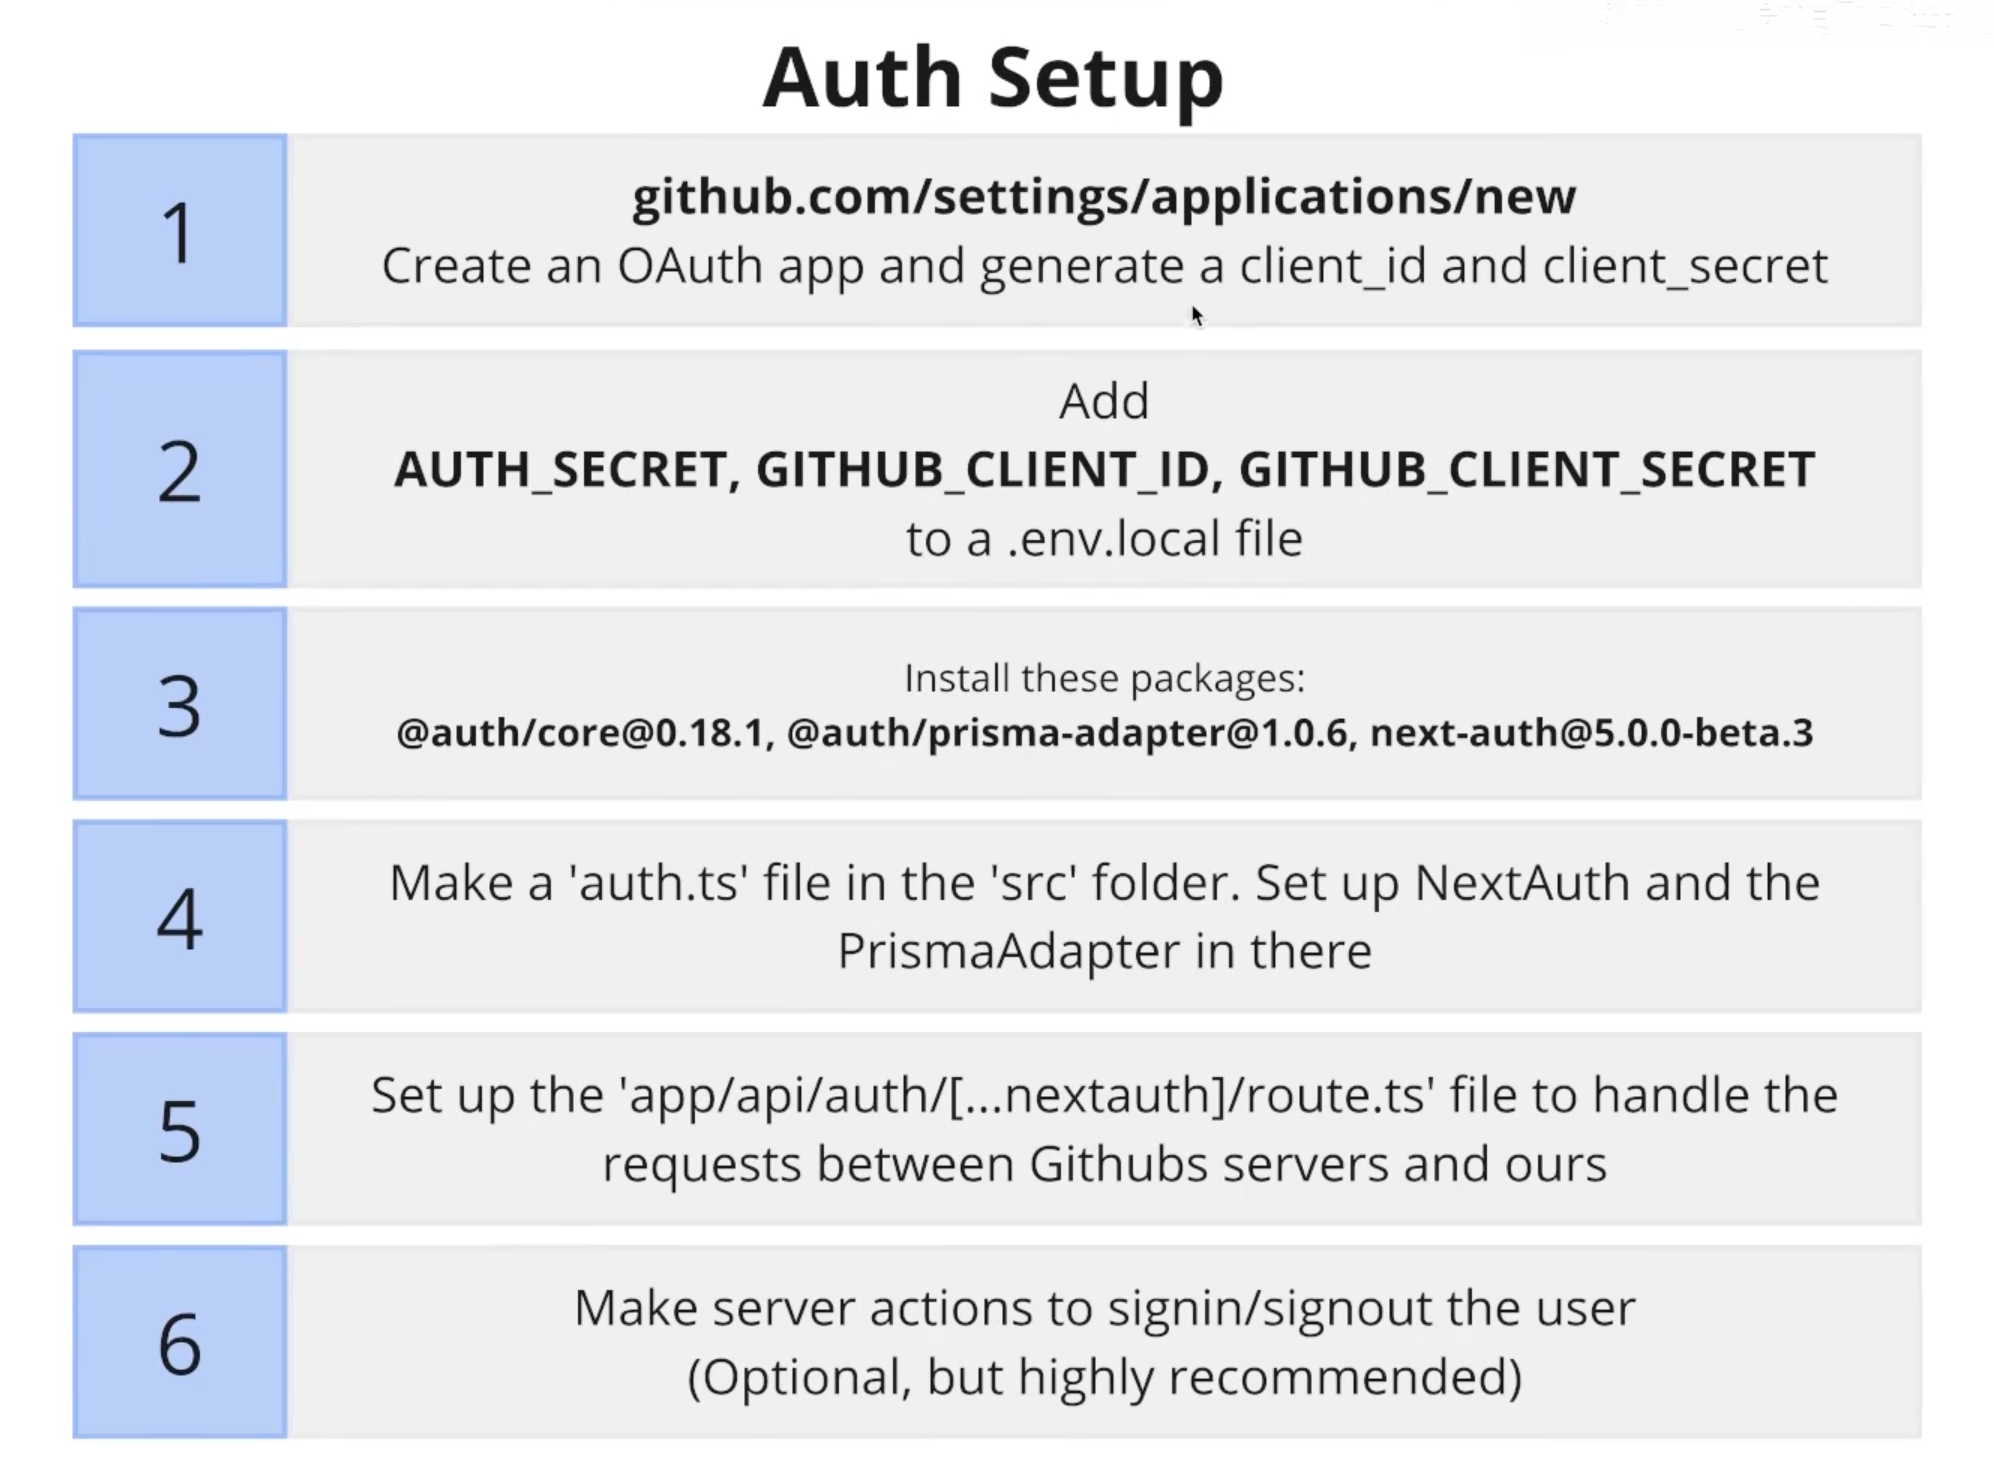 Auth Setup
1
github.com/settings/applications/new
Create an OAuth app and generate a client_id and client_secret
2
Add
AUTH_SECRET, GITHUB_CLIENT_ID, GITHUB_CLIENT_SECRET
to a .env.local file
3
Install these packages:
@auth/core@0.18.1, @auth/prisma-adapter@1.0.6, next-auth@5.0.0-beta.3
4
Make a 'auth.ts' file in the 'src' folder. Set up NextAuth and the
PrismaAdapter in there
5
Set up the 'app/api/auth/[...nextauth]/route.ts' file to handle the
requests between Githubs servers and ours
6
Make server actions to signin/signout the user
(Optional, but highly recommended)